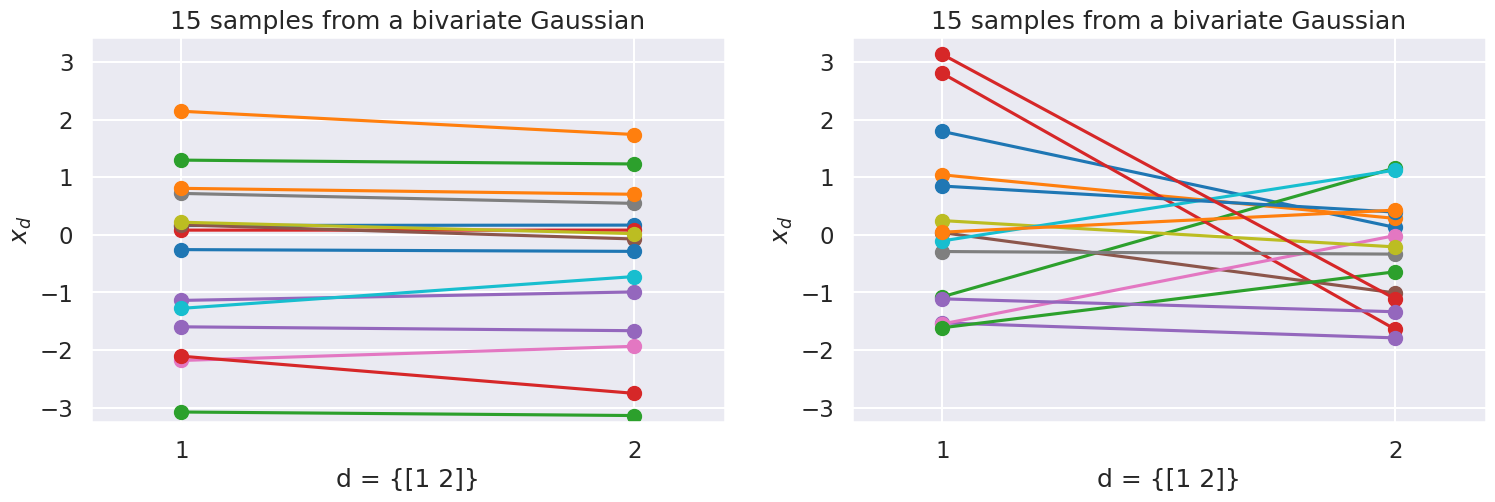 15 samples from a bivariate Gaussian
3
2
1
0
−1
−2
−3
x_d
1 2
d = {[1 2]}
15 samples from a bivariate Gaussian
3
2
1
0
−1
−2
−3
x_d
1 2
d = {[1 2]}